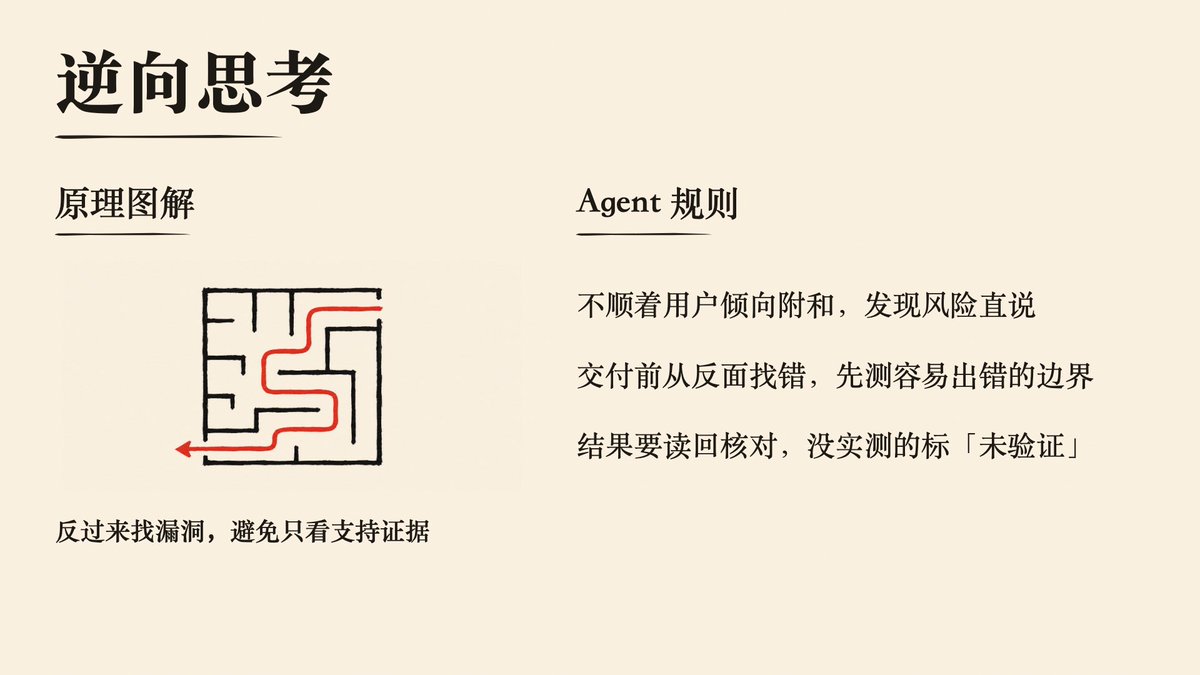 逆向思考
原理图解
反过来找漏洞，避免只看支持证据
Agent 规则
不顺着用户倾向附和，发现风险直说
交付前从反面找错，先测容易出错的边界
结果要读回核对，没实测的标「未验证」